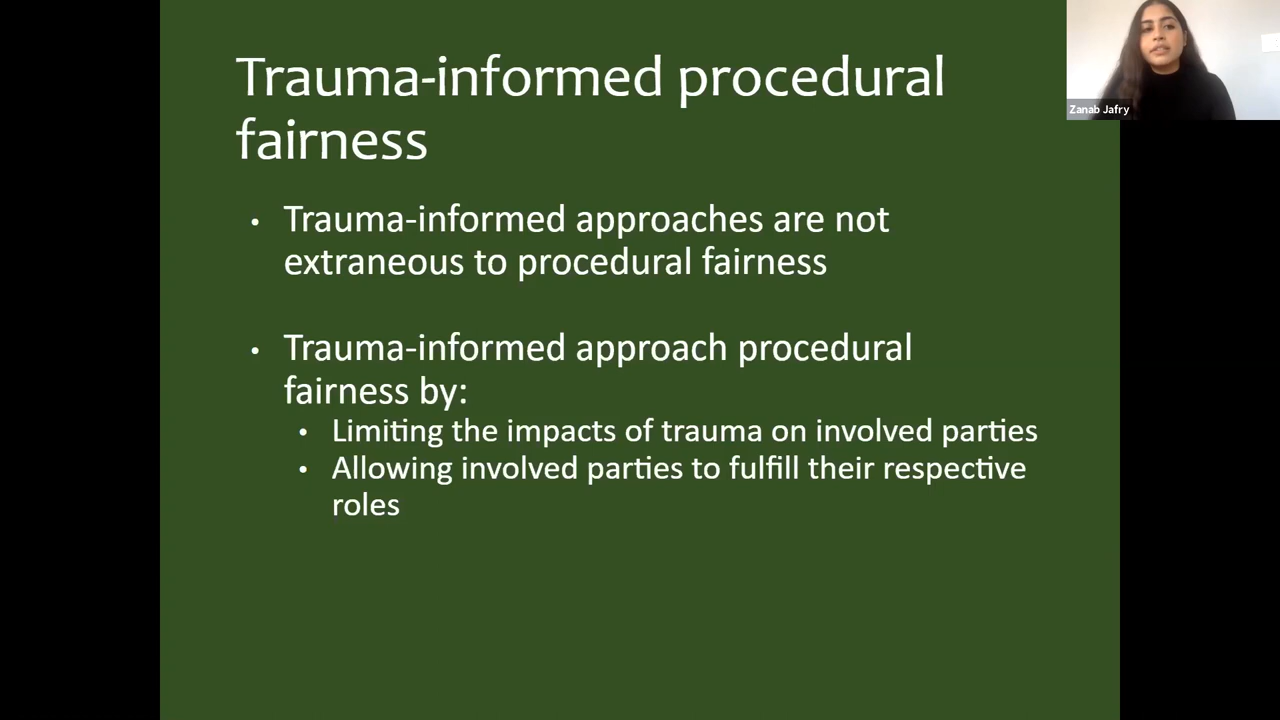 Trauma-informed procedural
fairness
• Trauma-informed approaches are not
extraneous to procedural fairness
• Trauma-informed approach procedural
fairness by:
• Limiting the impacts of trauma on involved parties
• Allowing involved parties to fulfill their respective
roles
Zanab Jafry